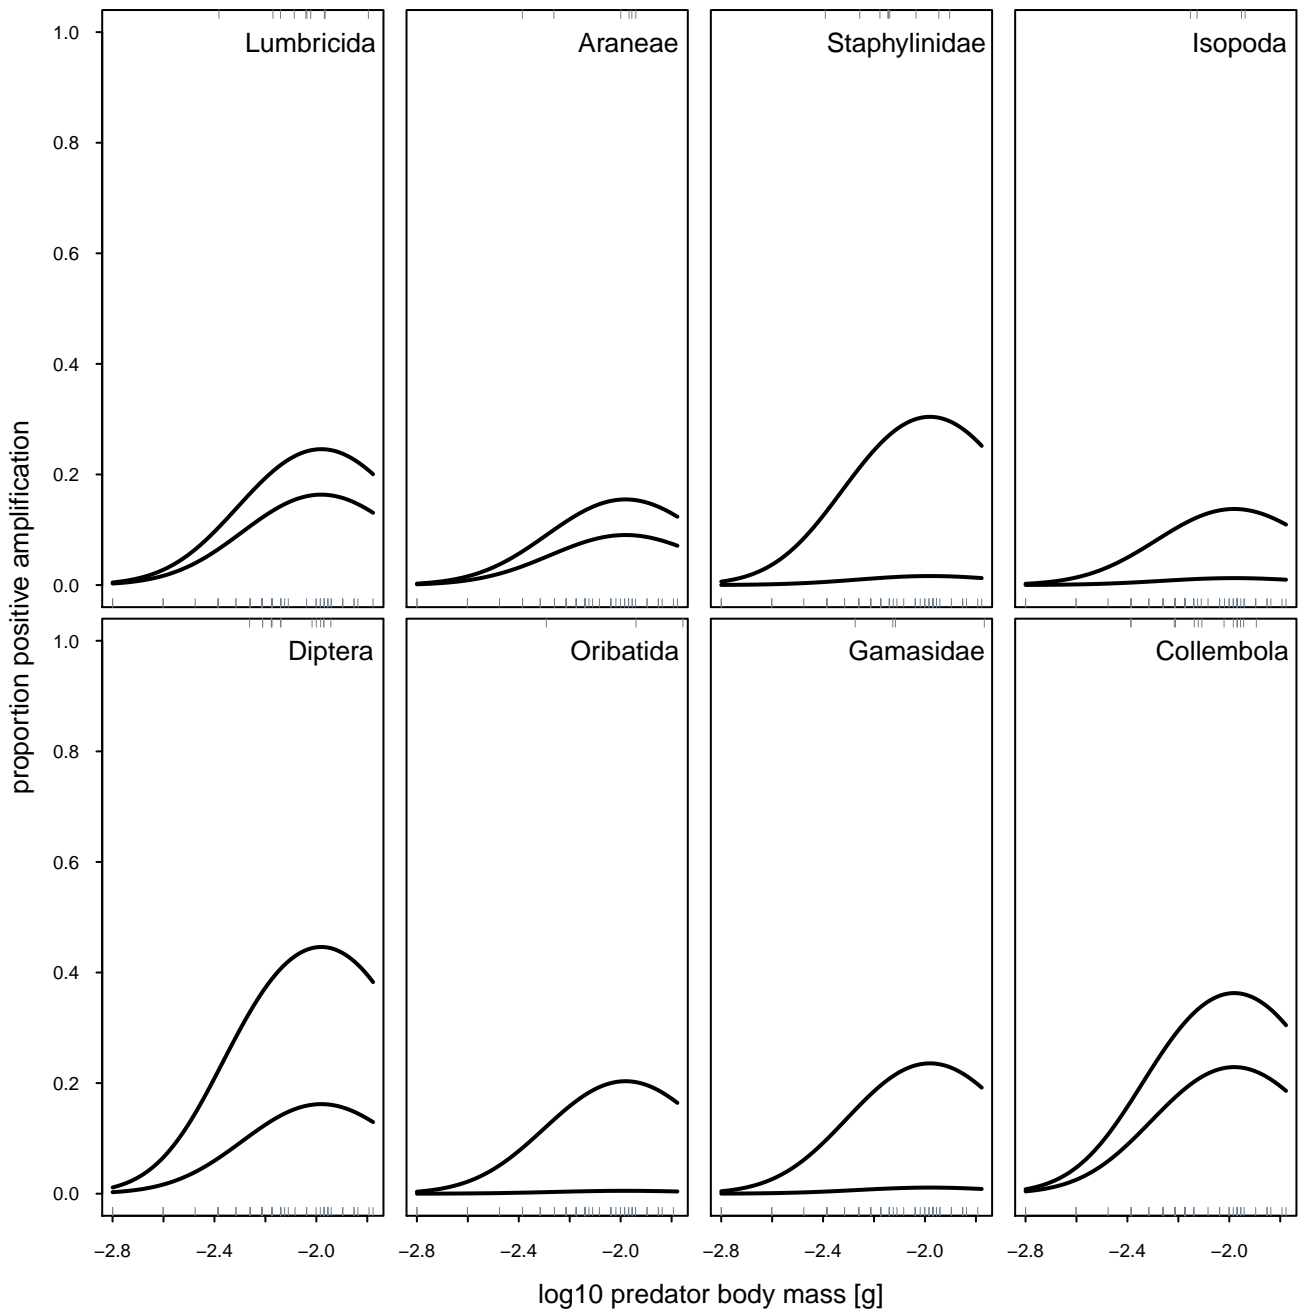 Lumbricida
Araneae
Staphylinidae
Isopoda
1.0
0.8
0.6
0.4
0.2
0.0
Diptera
Oribatida
Gamasidae
Collembola
1.0
0.8
0.6
0.4
0.2
0.0
−2.8 −2.4 −2.0
−2.8 −2.4 −2.0
−2.8 −2.4 −2.0
−2.8 −2.4 −2.0
proportion positive amplification
log10 predator body mass [g]